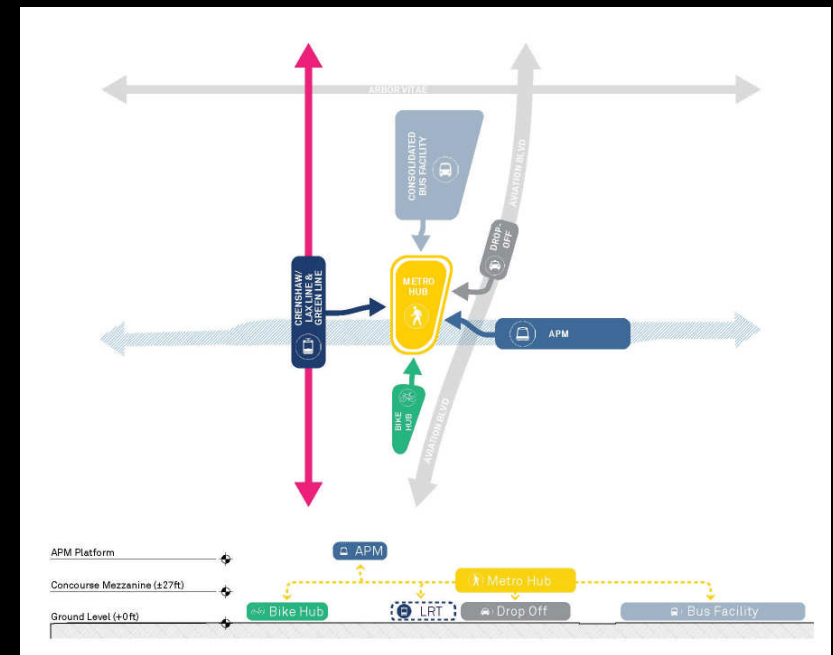 ARBOR VITAE
CONSOLIDATED
BUS FACILITY
AVIATION BLVD
DROP-
OFF
CRENSHAW/
LAX LINE &
GREEN LINE
METRO
HUB
APM
BIKE
HUB
AVIATION BLVD
APM Platform
APM
Concourse Mezzanine (±27ft)
Metro Hub
Ground Level (+0ft)
Bike Hub
LRT
Drop Off
Bus Facility